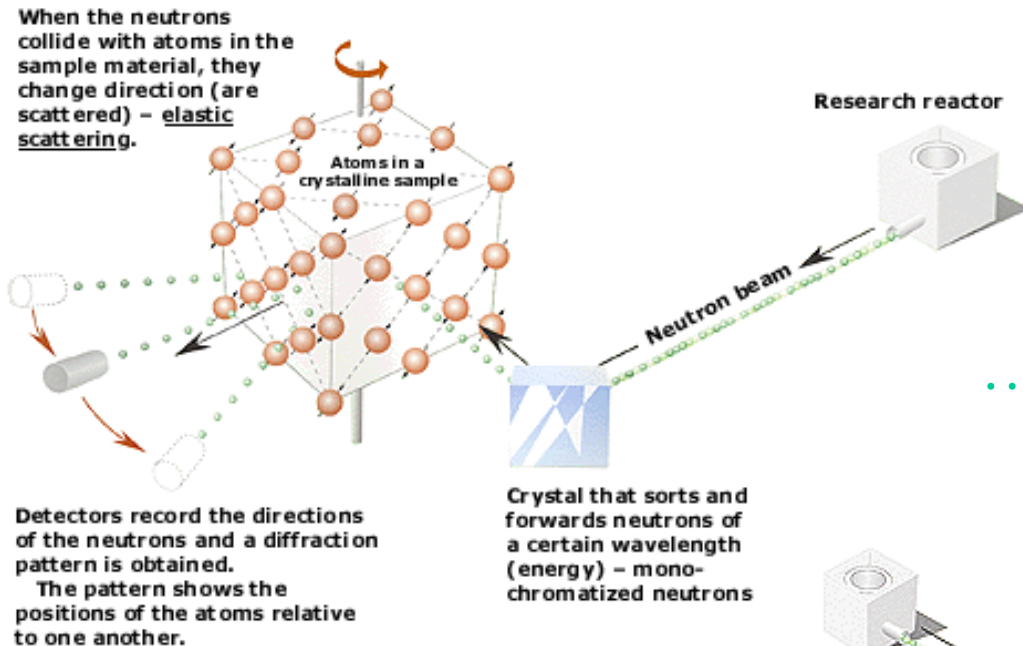 When the neutrons
collide with atoms in the
sample material, they
change direction (are
scattered) – elastic
scattering.
Atoms in a
crystalline sample
Research reactor
Neutron beam
Detectors record the directions
of the neutrons and a diffraction
pattern is obtained.
The pattern shows the
positions of the atoms relative
to one another.
Crystal that sorts and
forwards neutrons of
a certain wavelength
(energy) – mono-
chromatized neutrons